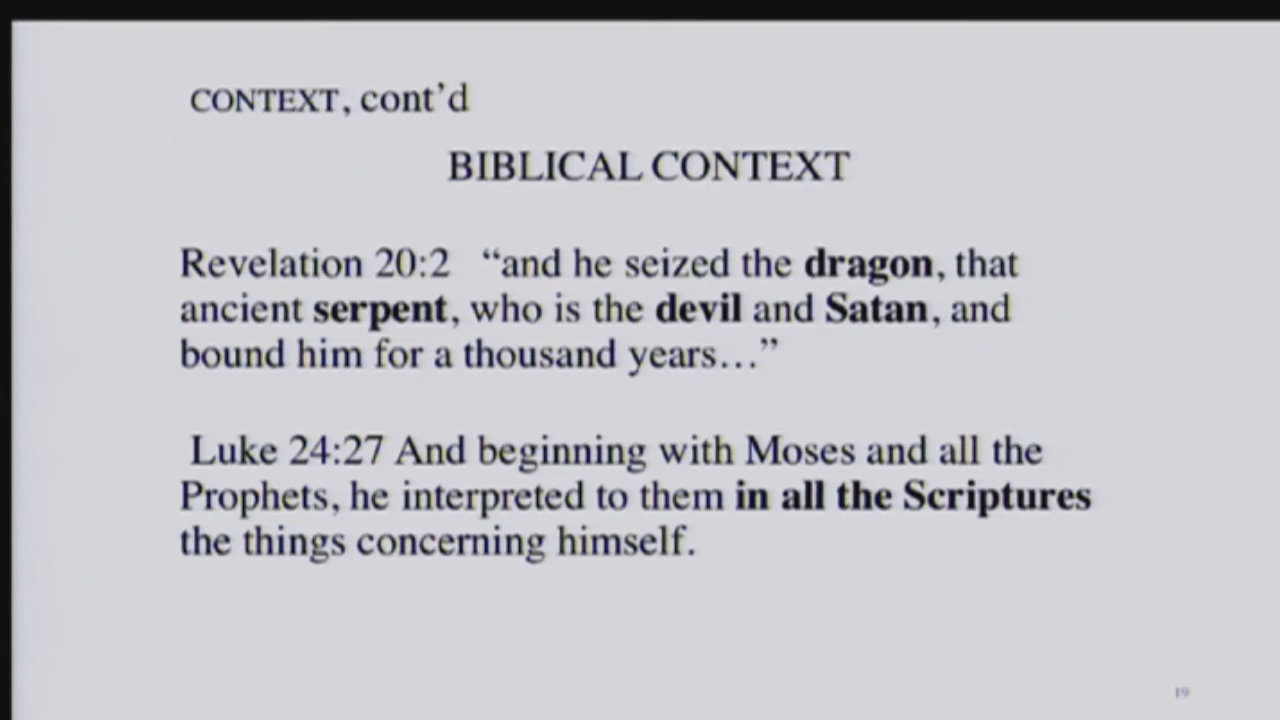 CONTEXT, cont’d
BIBLICAL CONTEXT
Revelation 20:2 “and he seized the dragon, that
ancient serpent, who is the devil and Satan, and
bound him for a thousand years…”
Luke 24:27 And beginning with Moses and all the
Prophets, he interpreted to them in all the Scriptures
the things concerning himself.
19